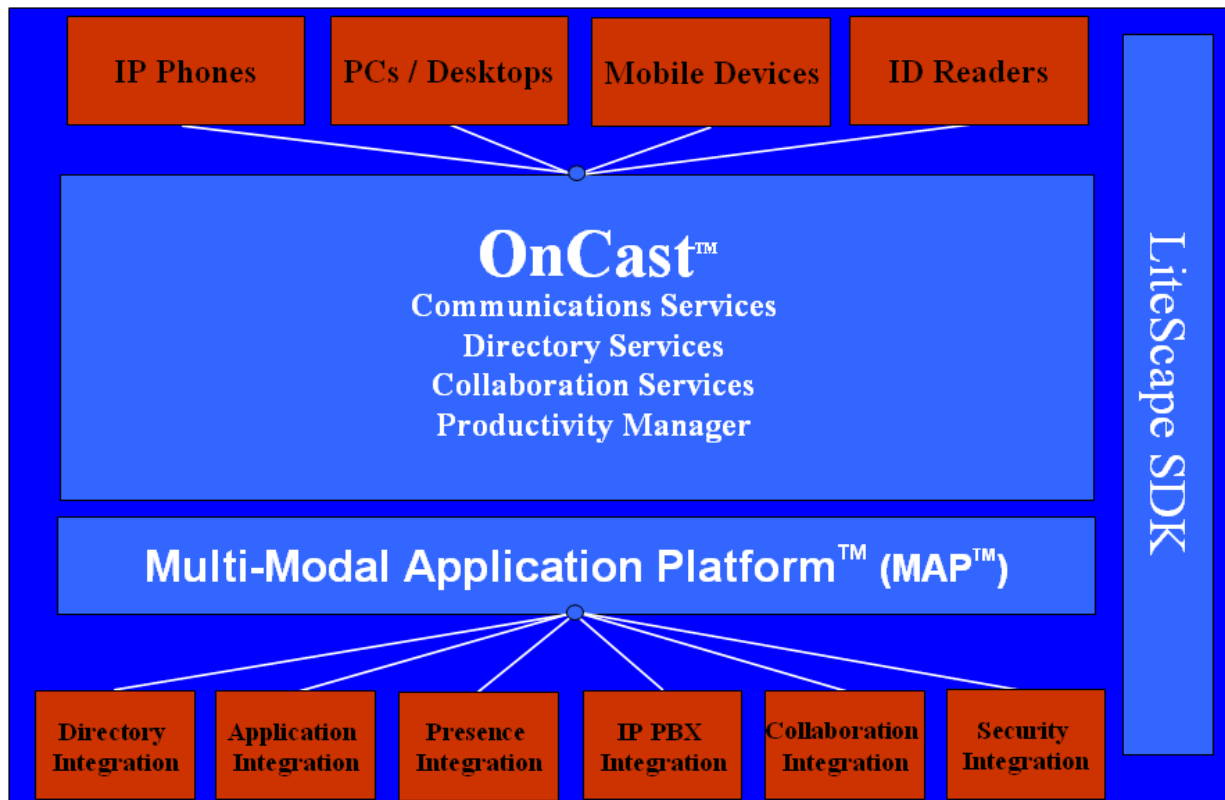 IP Phones
PCs / Desktops
Mobile Devices
ID Readers
OnCast™
Communications Services
Directory Services
Collaboration Services
Productivity Manager
LiteScape SDK
Multi-Modal Application Platform™ (MAP™)
Directory
Integration
Application
Integration
Presence
Integration
IP PBX
Integration
Collaboration
Integration
Security
Integration